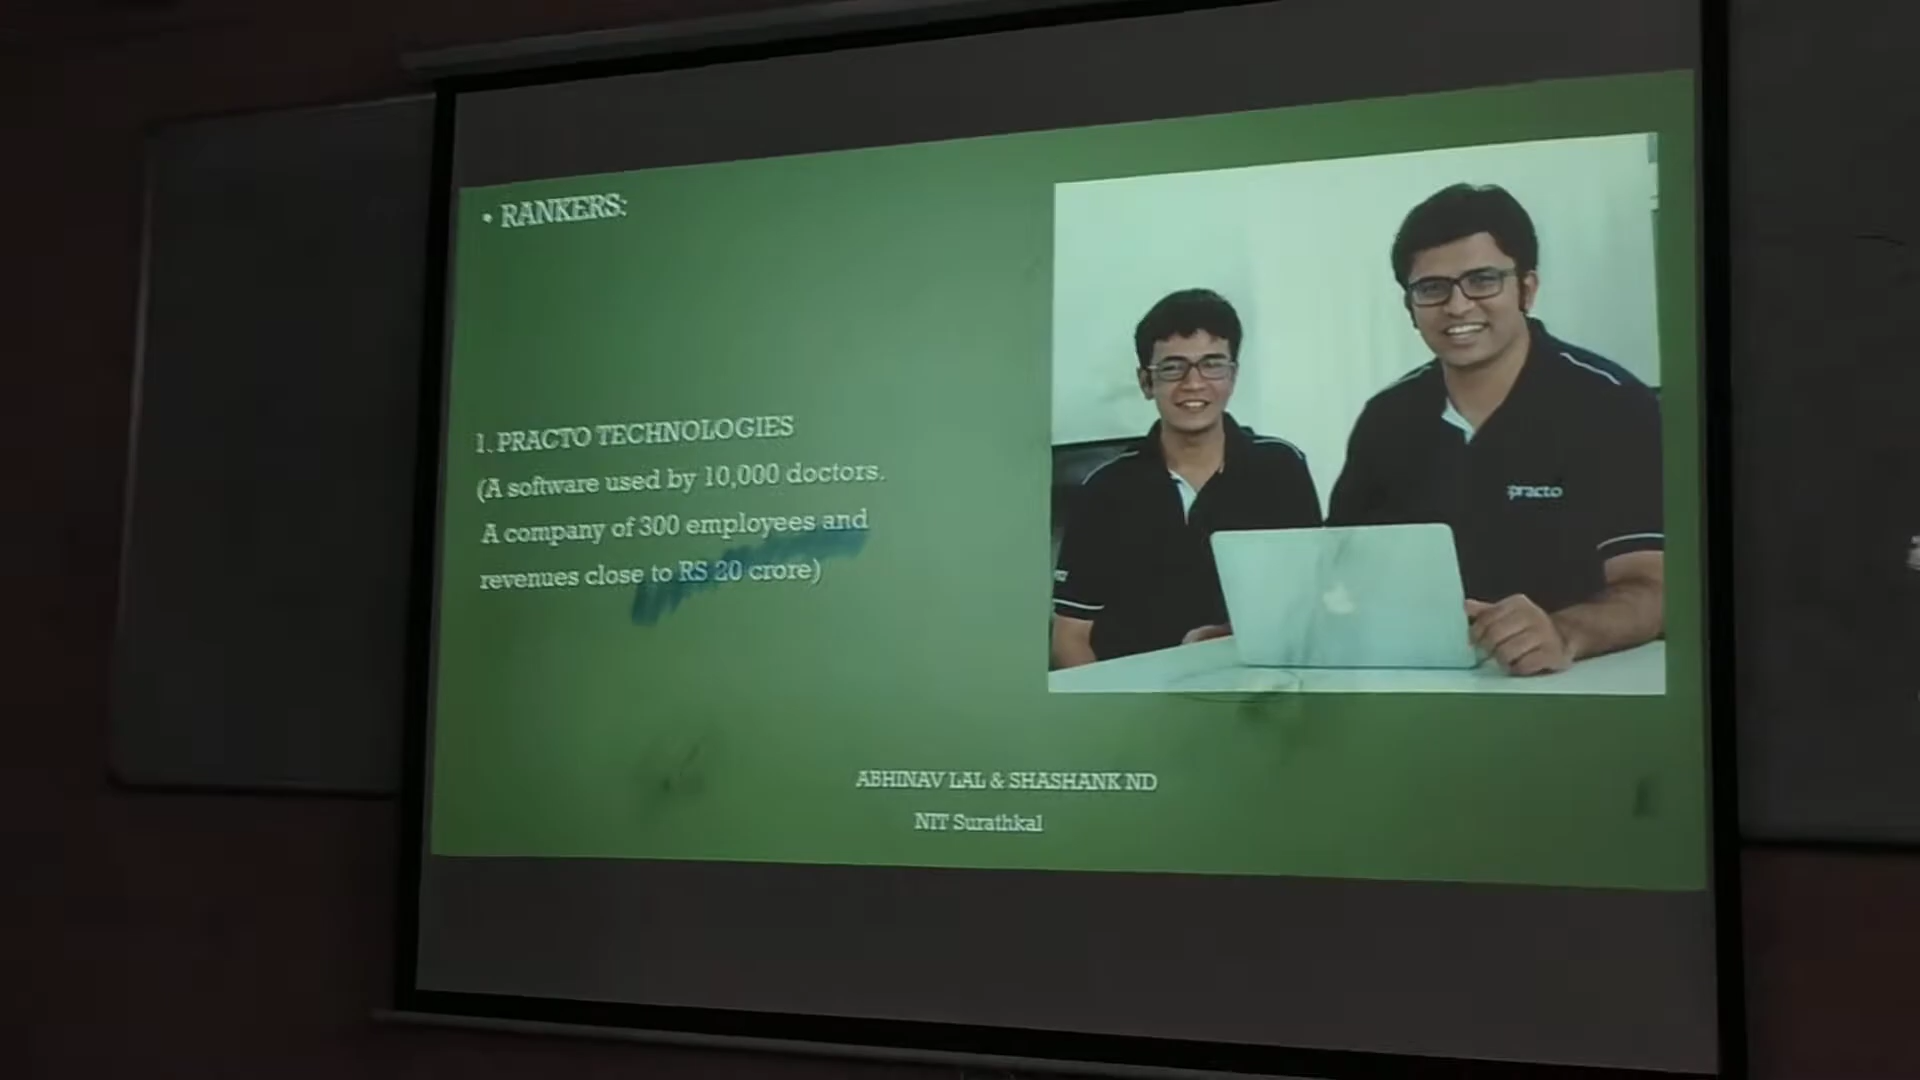 • RANKERS:
1. PRACTO TECHNOLOGIES
(A software used by 10,000 doctors.
A company of 300 employees and
revenues close to RS 20 crore)
practo
ABHINAV LAL & SHASHANK ND
NIT Surathkal